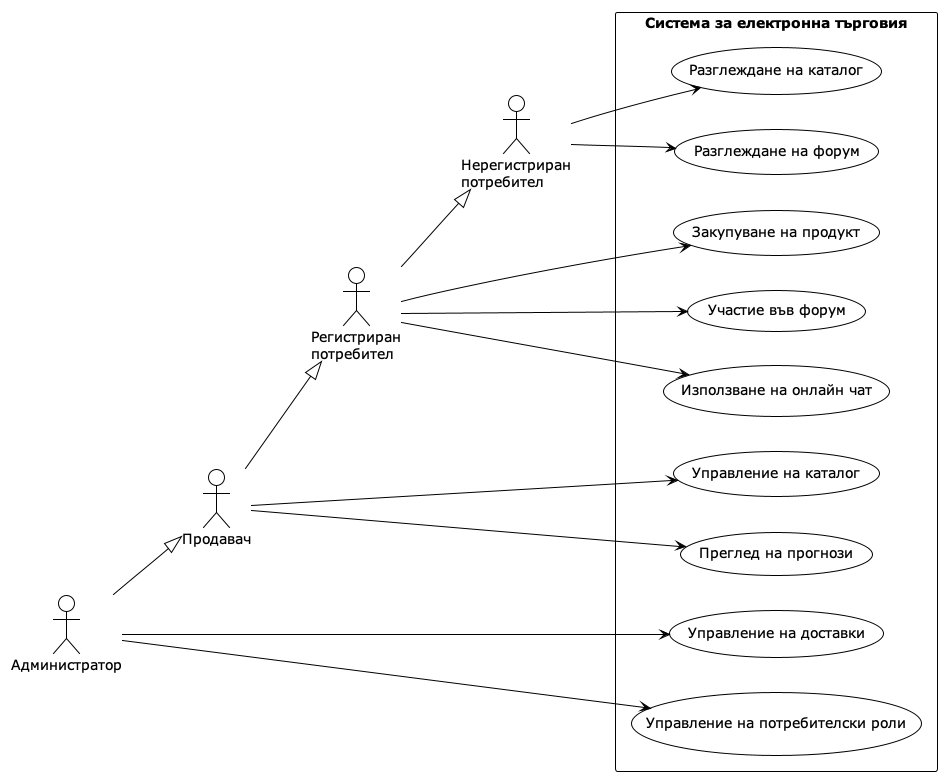 Система за електронна търговия
Разглеждане на каталог
Нерегистриран
потребител
Разглеждане на форум
Закупуване на продукт
Регистриран
потребител
Участие във форум
Използване на онлайн чат
Управление на каталог
Продавач
Преглед на прогнози
Администратор
Управление на доставки
Управление на потребителски роли